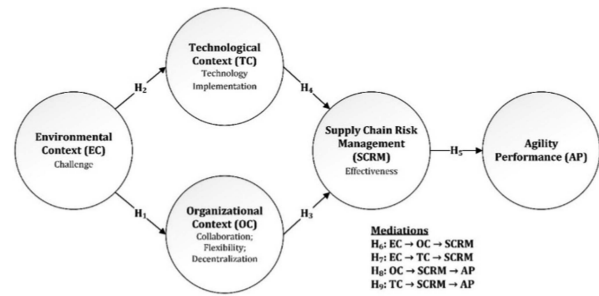 Technological
Context (TC)
Technology
Implementation
H₂
H₄
Environmental
Context (EC)
Challenge
Supply Chain Risk
Management
(SCRM)
Effectiveness
H₅
Agility
Performance (AP)
H₁
H₃
Organizational
Context (OC)
Collaboration;
Flexibility;
Decentralization
Mediations
H₆: EC → OC → SCRM
H₇: EC → TC → SCRM
H₈: OC → SCRM → AP
H₉: TC → SCRM → AP